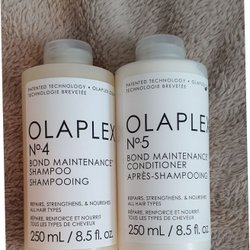 PATENTED TECHNOLOGY • OLAPLEX
TECHNOLOGIE BREVETÉE
OLAPLEX
Nº4
BOND MAINTENANCE
SHAMPOO
SHAMPOOING
REPAIRS, STRENGTHENS, & NOURISHES
ALL HAIR TYPES
RÉPARE, RENFORCE ET NOURRIT
TOUS LES TYPES DE CHEVEUX
250 mL / 8.5 fl. oz
PATENTED TECHNOLOGY •
TECHNOLOGIE BREVETÉE
OLAPLEX
Nº5
BOND MAINTENANCE
CONDITIONER
APRÈS-SHAMPOOING
REPAIRS, STRENGTHENS, & NOURISHES
ALL HAIR TYPES
RÉPARE, RENFORCE ET NOURRIT
TOUS LES TYPES DE CHEVEUX
250 mL / 8.5 fl. oz